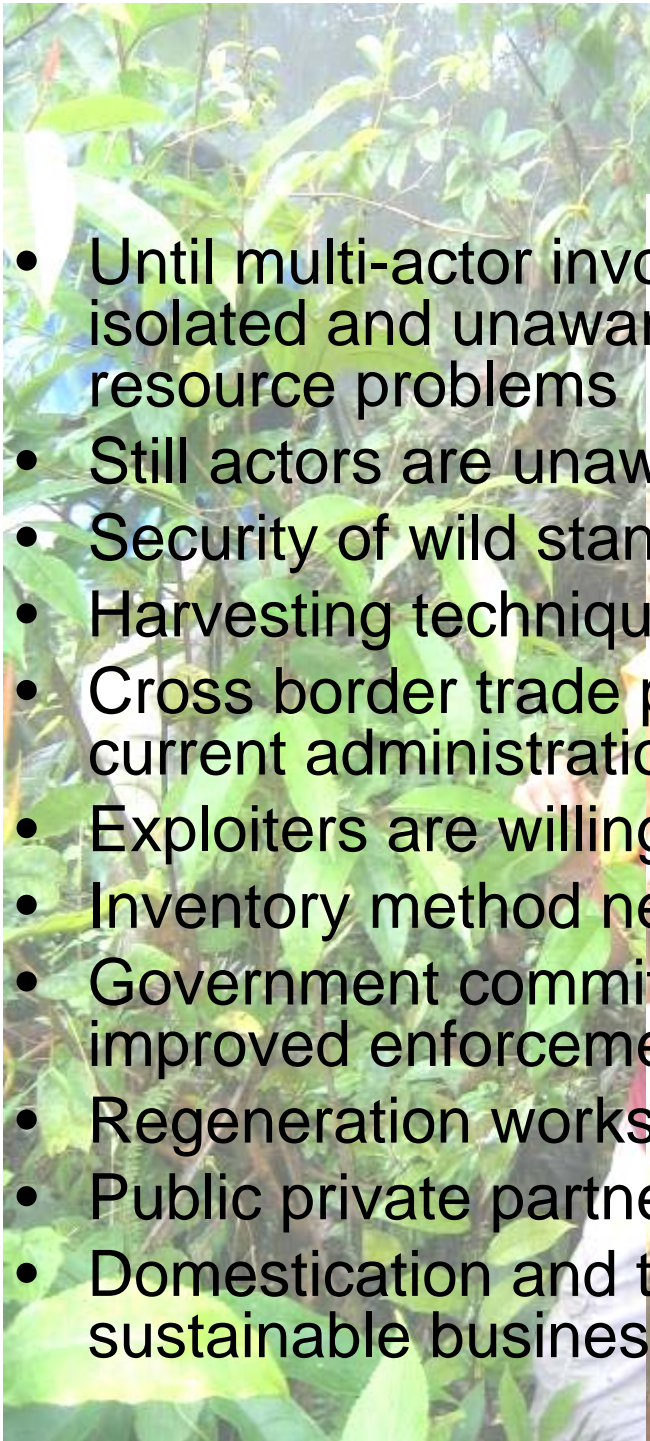 • Until multi-actor invo
isolated and unawar
resource problems
• Still actors are unaw
• Security of wild stan
• Harvesting techniqu
• Cross border trade p
current administratio
• Exploiters are willing
• Inventory method ne
• Government commit
improved enforceme
• Regeneration works
• Public private partne
• Domestication and t
sustainable busines